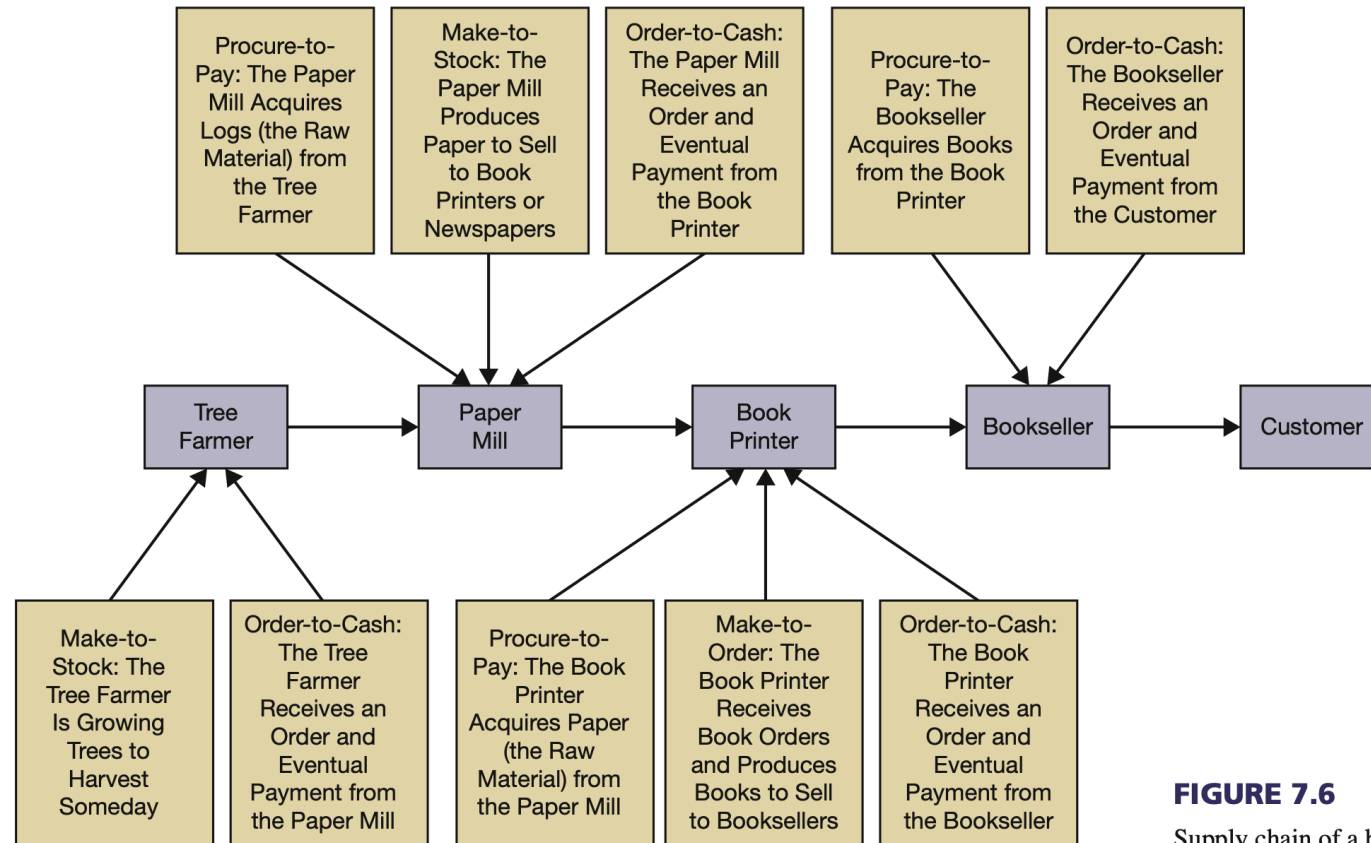 Procure-to-
Pay: The Paper
Mill Acquires
Logs (the Raw
Material) from
the Tree
Farmer
Make-to-
Stock: The
Paper Mill
Produces
Paper to Sell
to Book
Printers or
Newspapers
Order-to-Cash:
The Paper Mill
Receives an
Order and
Eventual
Payment from
the Book
Printer
Procure-to-
Pay: The
Bookseller
Acquires Books
from the Book
Printer
Order-to-Cash:
The Bookseller
Receives an
Order and
Eventual
Payment from
the Customer
Tree
Farmer
Paper
Mill
Book
Printer
Bookseller
Customer
Make-to-
Stock: The
Tree Farmer
Is Growing
Trees to
Harvest
Someday
Order-to-Cash:
The Tree
Farmer
Receives an
Order and
Eventual
Payment from
the Paper Mill
Procure-to-
Pay: The Book
Printer
Acquires Paper
(the Raw
Material) from
the Paper Mill
Make-to-
Order: The
Book Printer
Receives
Book Orders
and Produces
Books to Sell
to Booksellers
Order-to-Cash:
The Book
Printer
Receives an
Order and
Eventual
Payment from
the Bookseller
FIGURE 7.6
Supply chain of a